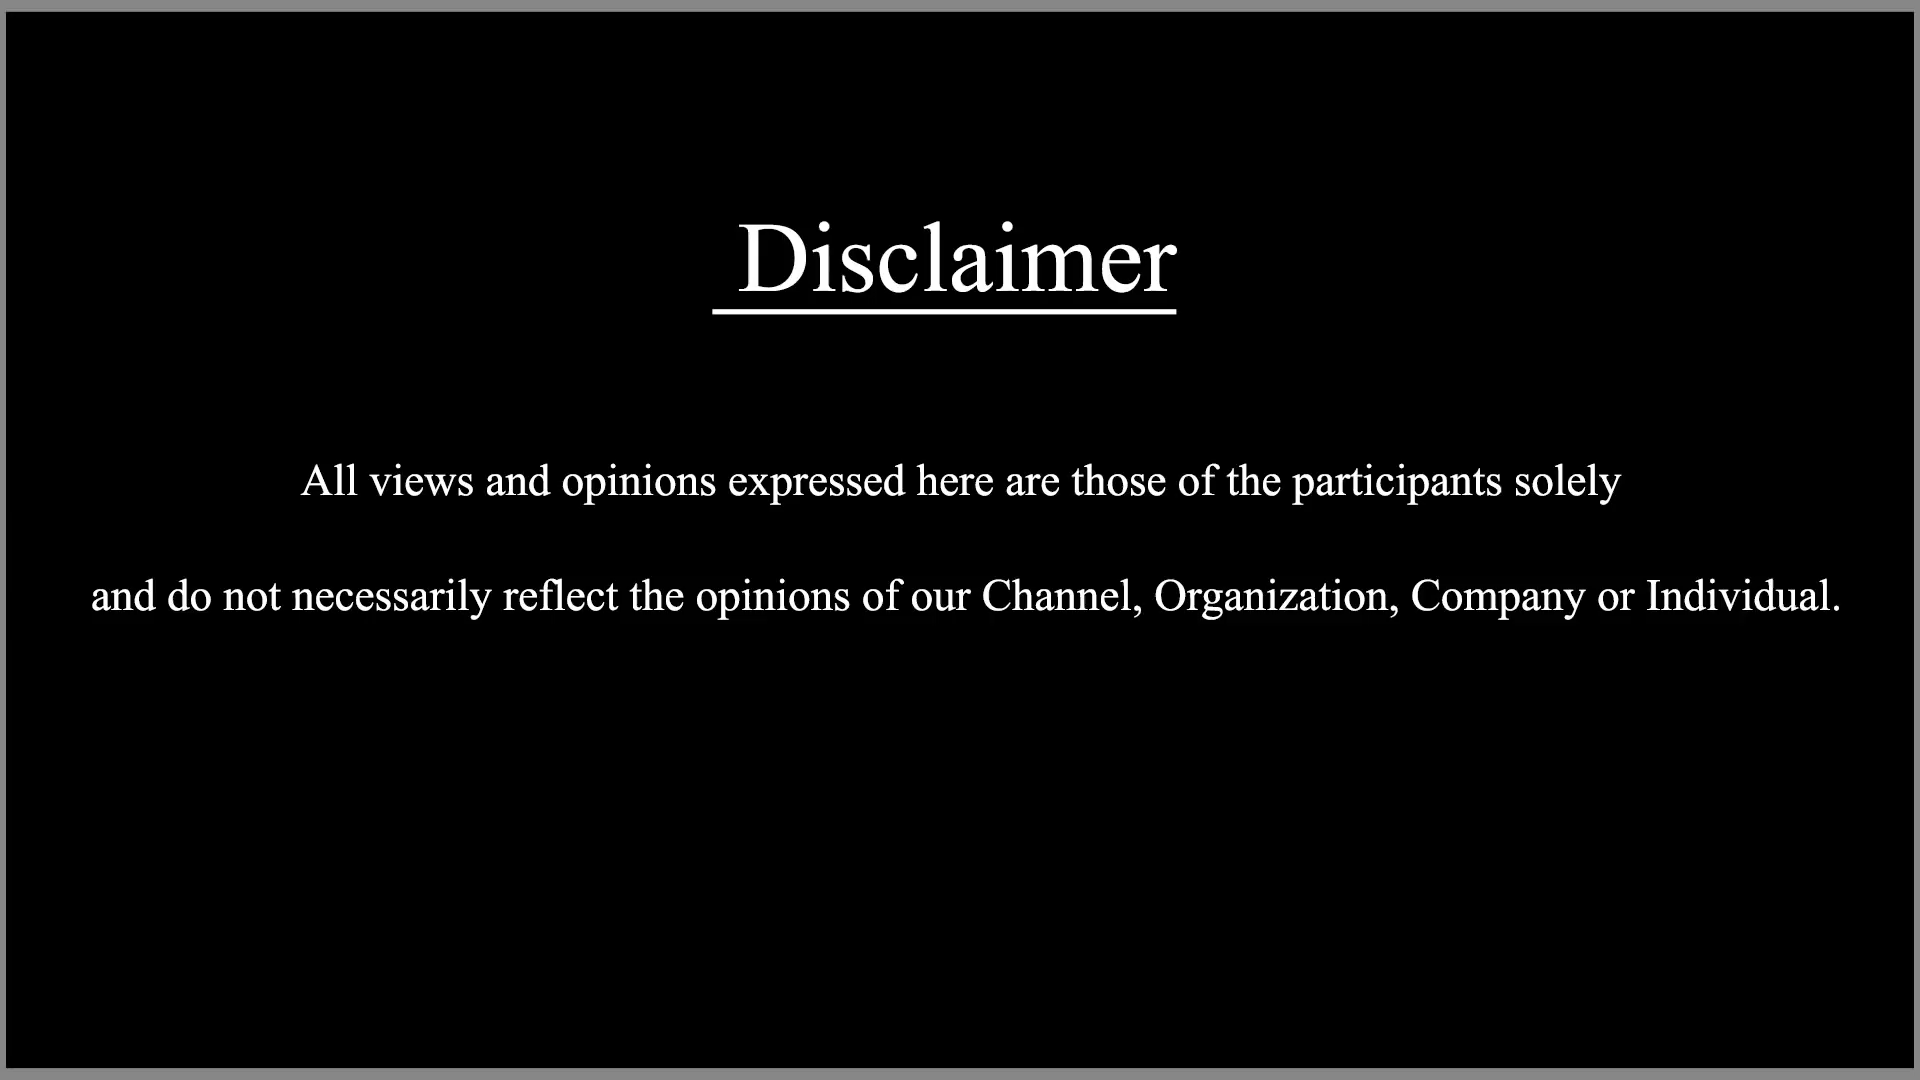 Disclaimer
All views and opinions expressed here are those of the participants solely
and do not necessarily reflect the opinions of our Channel, Organization, Company or Individual.